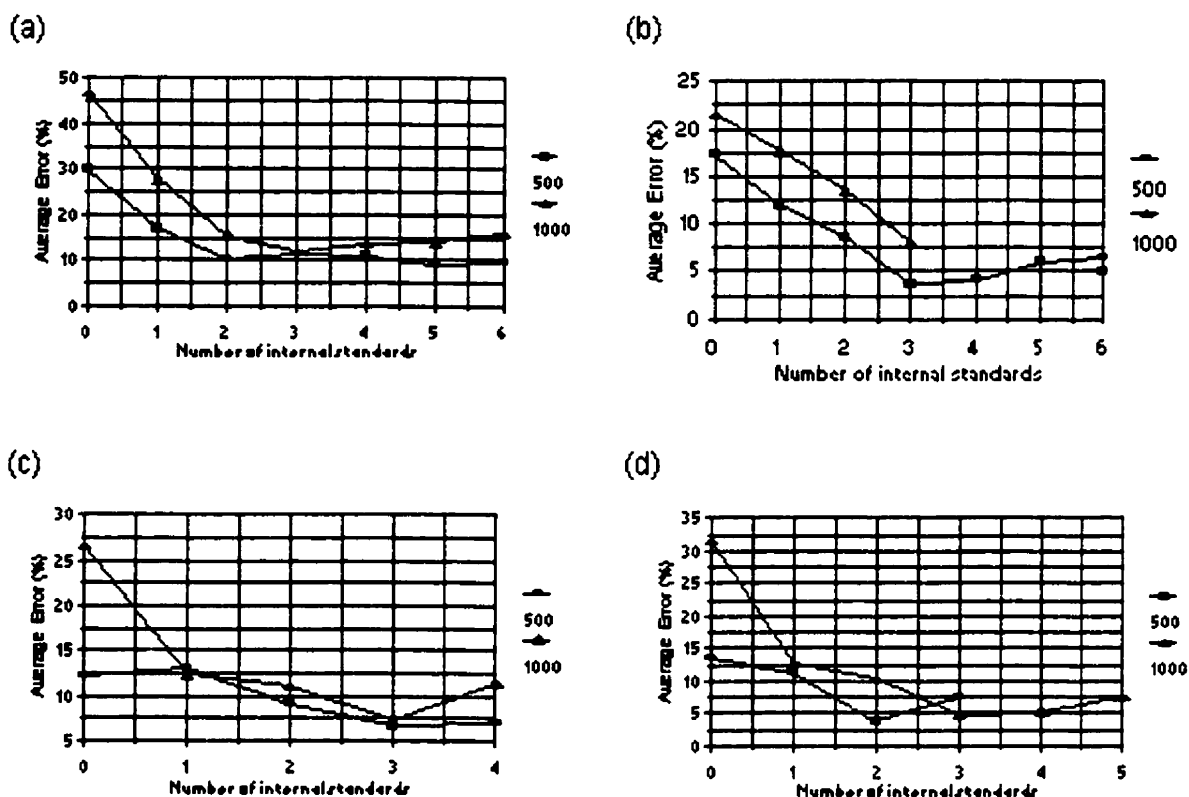 (a)
Average Error (%)
50
40
30
20
10
0
0 1 2 3 4 5 6
Number of internal standards
500
1000
(b)
Average Error (%)
25
20
15
10
5
0
0 1 2 3 4 5 6
Number of internal standards
500
1000
(c)
Average Error (%)
30
25
20
15
10
5
0 1 2 3 4
Number of internal standards
500
1000
(d)
Average Error (%)
35
30
25
20
15
10
5
0
0 1 2 3 4 5
Number of internal standards
500
1000